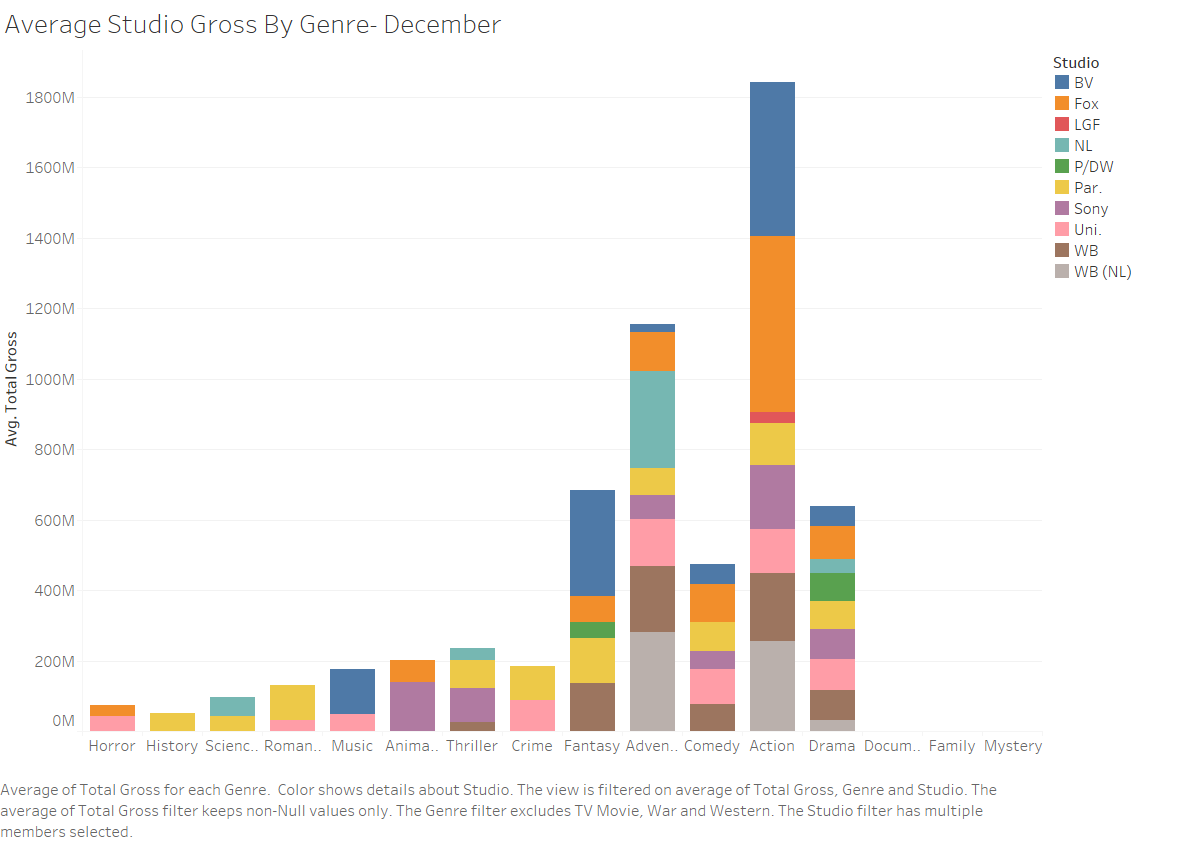 Average Studio Gross By Genre- December
Studio
BV
Fox
LGF
NL
P/DW
Par.
Sony
Uni.
WB
WB (NL)
Avg. Total Gross
1800M
1600M
1400M
1200M
1000M
800M
600M
400M
200M
0M
Horror History Scienc.. Roman.. Music Anima.. Thriller Crime Fantasy Adven.. Comedy Action Drama Docum.. Family Mystery
Average of Total Gross for each Genre.  Color shows details about Studio. The view is filtered on average of Total Gross, Genre and Studio. The
average of Total Gross filter keeps non-Null values only. The Genre filter excludes TV Movie, War and Western. The Studio filter has multiple
members selected.